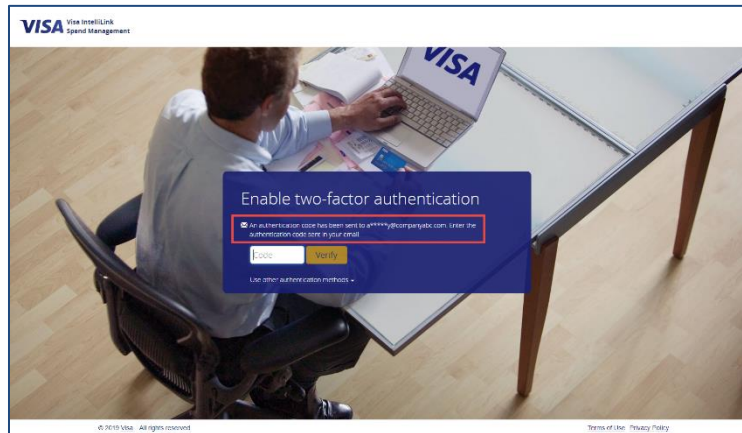 VISA Visa IntelliLink
Spend Management
VISA
Enable two-factor authentication
An authentication code has been sent to a*****y@companyabc.com. Enter the
authentication code sent in your email.
Code
Verify
Use other authentication methods
© 2019 Visa. All rights reserved
Terms of Use Privacy Policy